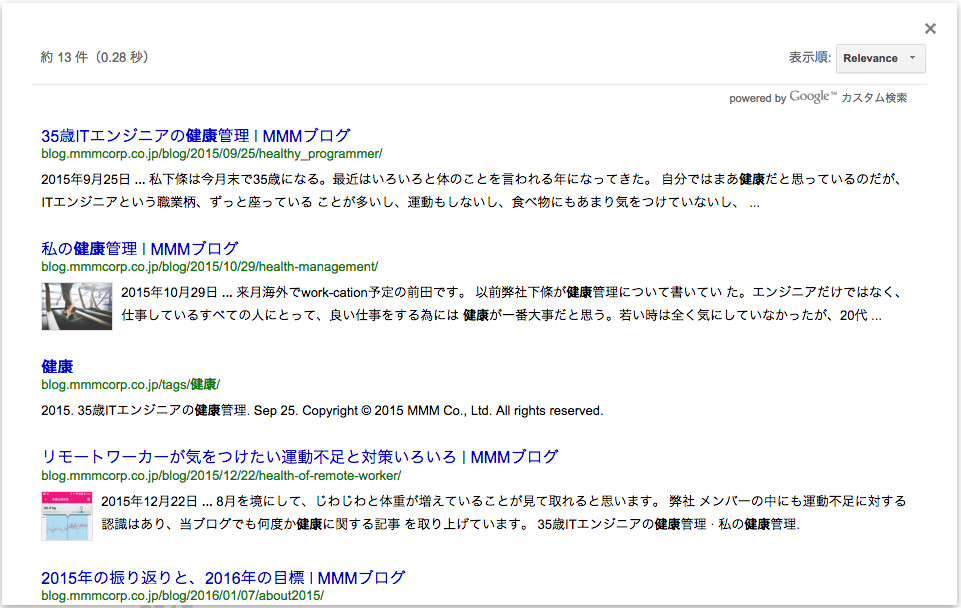 約 13 件（0.28 秒）
表示順: Relevance
powered by Google™ カスタム検索
35歳ITエンジニアの健康管理 | MMMブログ
blog.mmmcorp.co.jp/blog/2015/09/25/healthy_programmer/
2015年9月25日 ... 私下條は今月末で35歳になる。最近はいろいろと体のことを言われる年になってきた。 自分ではまあ健康だと思っているのだが、
ITエンジニアという職業柄、ずっと座っている ことが多いし、運動もしないし、食べ物にもあまり気をつけていないし、 ...
私の健康管理 | MMMブログ
blog.mmmcorp.co.jp/blog/2015/10/29/health-management/
2015年10月29日 ... 来月海外でwork-cation予定の前田です。 以前弊社下條が健康管理について書いてい た。エンジニアだけではなく、
仕事しているすべての人にとって、良い仕事をする為には 健康が一番大事だと思う。若い時は全く気にしていなかったが、20代 ...
健康
blog.mmmcorp.co.jp/tags/健康/
2015. 35歳ITエンジニアの健康管理. Sep 25. Copyright © 2015 MMM Co., Ltd. All rights reserved.
リモートワーカーが気をつけたい運動不足と対策いろいろ | MMMブログ
blog.mmmcorp.co.jp/blog/2015/12/22/health-of-remote-worker/
2015年12月22日 ... 8月を境にして、じわじわと体重が増えていることが見て取れると思います。 弊社 メンバーの中にも運動不足に対する
認識はあり、当ブログでも何度か健康に関する記事 を取り上げています。 35歳ITエンジニアの健康管理 · 私の健康管理.
2015年の振り返りと、2016年の目標 | MMMブログ
blog.mmmcorp.co.jp/blog/2016/01/07/about2015/